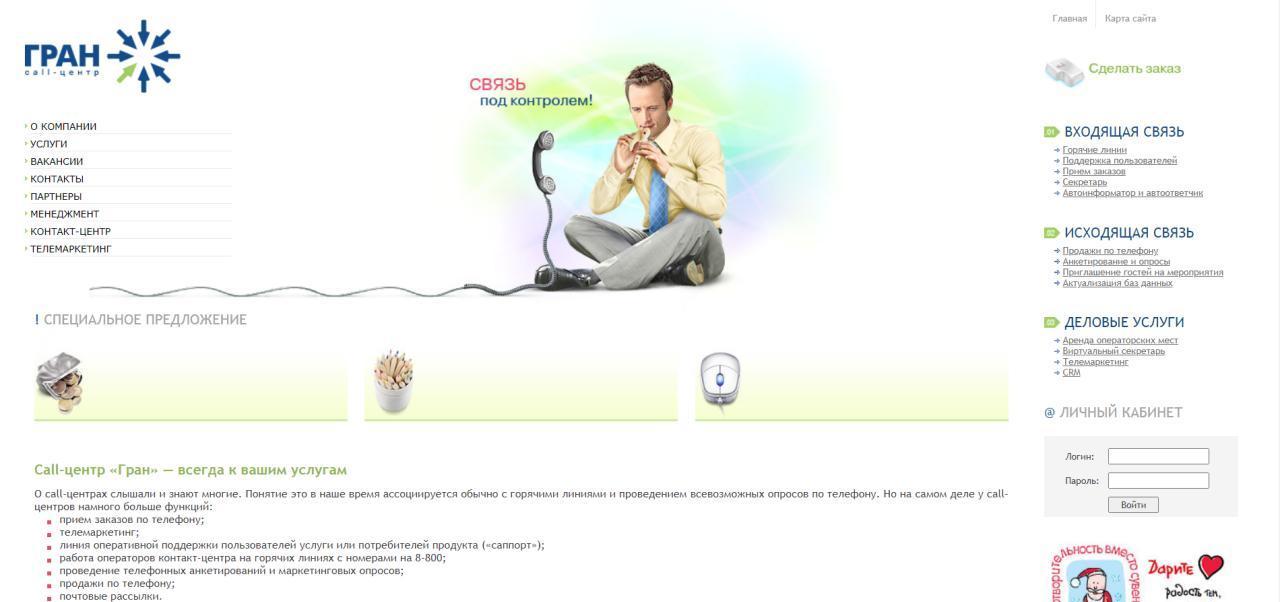 ГРАН
call-центр
О КОМПАНИИ
УСЛУГИ
ВАКАНСИИ
КОНТАКТЫ
ПАРТНЕРЫ
МЕНЕДЖМЕНТ
КОНТАКТ-ЦЕНТР
ТЕЛЕМАРКЕТИНГ
СВЯЗЬ
под контролем!
! СПЕЦИАЛЬНОЕ ПРЕДЛОЖЕНИЕ
Call-центр «Гран» — всегда к вашим услугам
О call-центрах слышали и знают многие. Понятие это в наше время ассоциируется обычно с горячими линиями и проведением всевозможных опросов по телефону. Но на самом деле у call-
центров намного больше функций:
прием заказов по телефону;
телемаркетинг;
линия оперативной поддержки пользователей услуги или потребителей продукта («саппорт»);
работа операторов контакт-центра на горячих линиях с номерами на 8-800;
проведение телефонных анкетирований и маркетинговых опросов;
продажи по телефону;
почтовые рассылки.
Главная Карта сайта
Сделать заказ
01 ВХОДЯЩАЯ СВЯЗЬ
Горячие линии
Поддержка пользователей
Прием заказов
Секретарь
Автоинформатор и автоответчик
02 ИСХОДЯЩАЯ СВЯЗЬ
Продажи по телефону
Анкетирование и опросы
Приглашение гостей на мероприятия
Актуализация баз данных
03 ДЕЛОВЫЕ УСЛУГИ
Аренда операторских мест
Виртуальный секретарь
Телемаркетинг
CRM
@ ЛИЧНЫЙ КАБИНЕТ
Логин:
Пароль:
Войти
Дарите
радость тем,